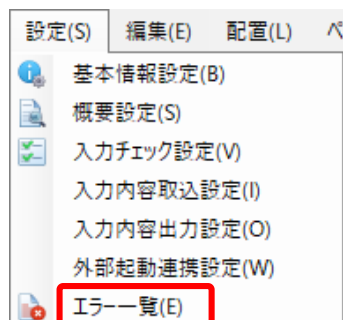 設定(S) 編集(E) 配置(L) ペ
基本情報設定(B)
概要設定(S)
入力チェック設定(V)
入力内容取込設定(I)
入力内容出力設定(O)
外部起動連携設定(W)
エラー一覧(E)